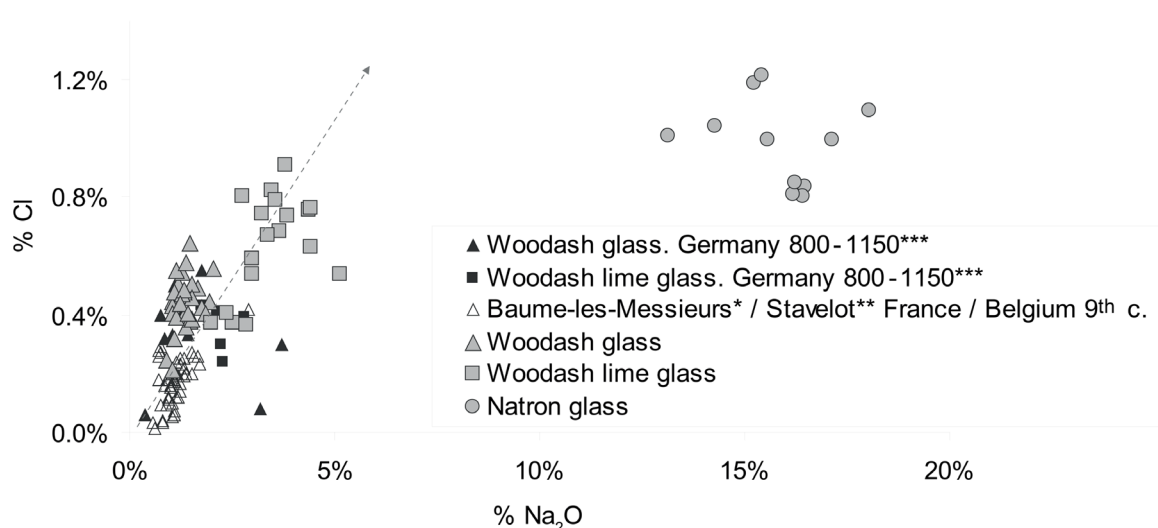 1.2%
0.8%
0.4%
0.0%
% Cl
Woodash glass. Germany 800-1150***
Woodash lime glass. Germany 800-1150***
Baume-les-Messieurs* / Stavelot** France / Belgium 9th c.
Woodash glass
Woodash lime glass
Natron glass
0% 5% 10% 15% 20%
% Na₂O